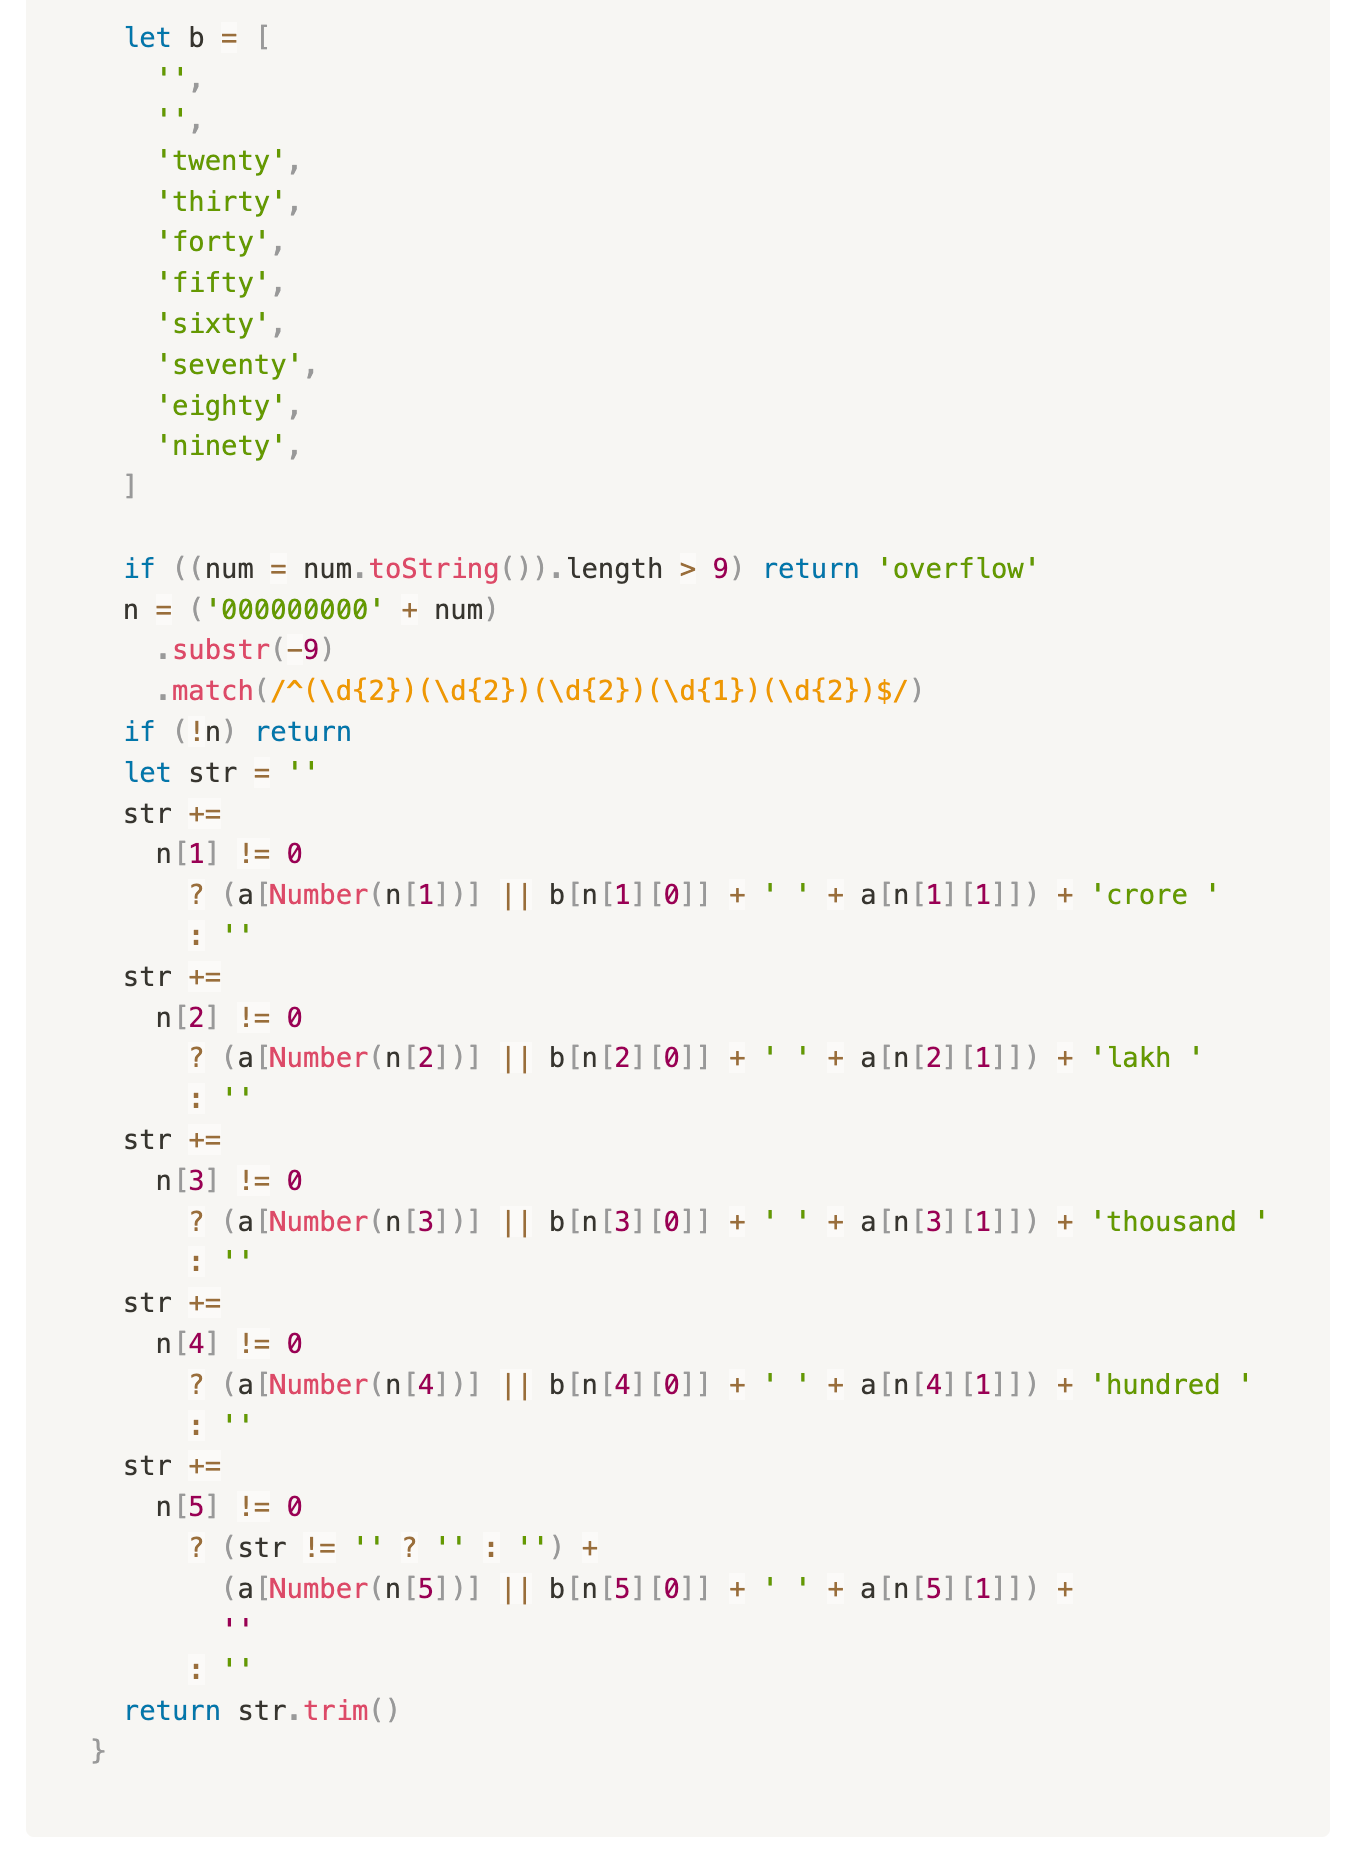 let b = [
'',
'',
'twenty',
'thirty',
'forty',
'fifty',
'sixty',
'seventy',
'eighty',
'ninety',
]
if ((num = num.toString()).length > 9) return 'overflow'
n = ('000000000' + num)
.substr(−9)
.match(/^(\d{2})(\d{2})(\d{2})(\d{1})(\d{2})$/)
if (!n) return
let str = ''
str +=
n[1] != 0
? (a[Number(n[1])] || b[n[1][0]] + ' ' + a[n[1][1]]) + 'crore '
: ''
str +=
n[2] != 0
? (a[Number(n[2])] || b[n[2][0]] + ' ' + a[n[2][1]]) + 'lakh '
: ''
str +=
n[3] != 0
? (a[Number(n[3])] || b[n[3][0]] + ' ' + a[n[3][1]]) + 'thousand '
: ''
str +=
n[4] != 0
? (a[Number(n[4])] || b[n[4][0]] + ' ' + a[n[4][1]]) + 'hundred '
: ''
str +=
n[5] != 0
? (str != '' ? '' : '') +
(a[Number(n[5])] || b[n[5][0]] + ' ' + a[n[5][1]]) +
''
: ''
return str.trim()
}